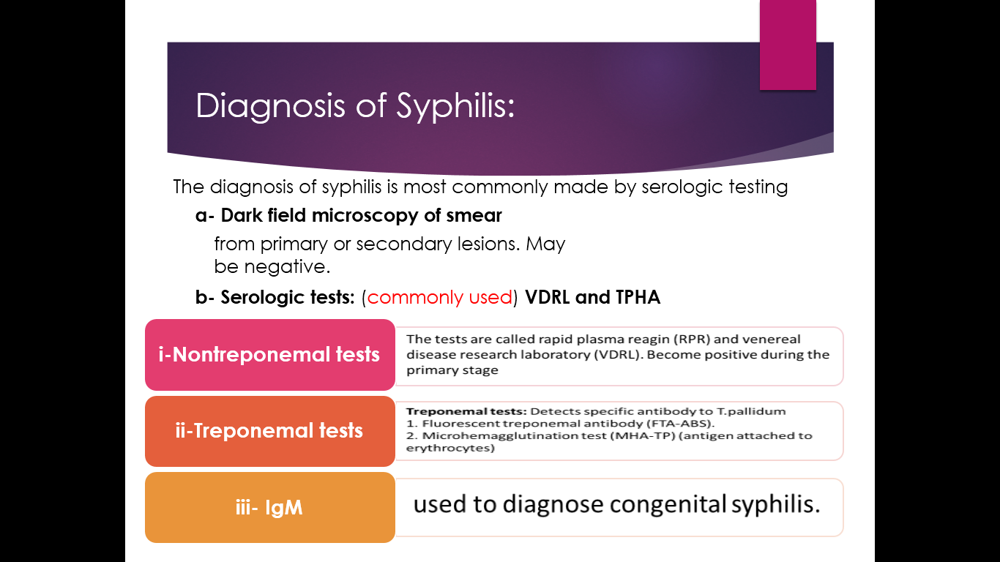 Diagnosis of Syphilis:
The diagnosis of syphilis is most commonly made by serologic testing
a- Dark field microscopy of smear
from primary or secondary lesions. May
be negative.
b- Serologic tests: (commonly used) VDRL and TPHA
i-Nontreponemal tests
The tests are called rapid plasma reagin (RPR) and venereal
disease research laboratory (VDRL). Become positive during the
primary stage
ii-Treponemal tests
Treponemal tests: Detects specific antibody to T.pallidum
1. Fluorescent treponemal antibody (FTA-ABS).
2. Microhemagglutination test (MHA-TP) (antigen attached to
erythrocytes)
iii- IgM
used to diagnose congenital syphilis.